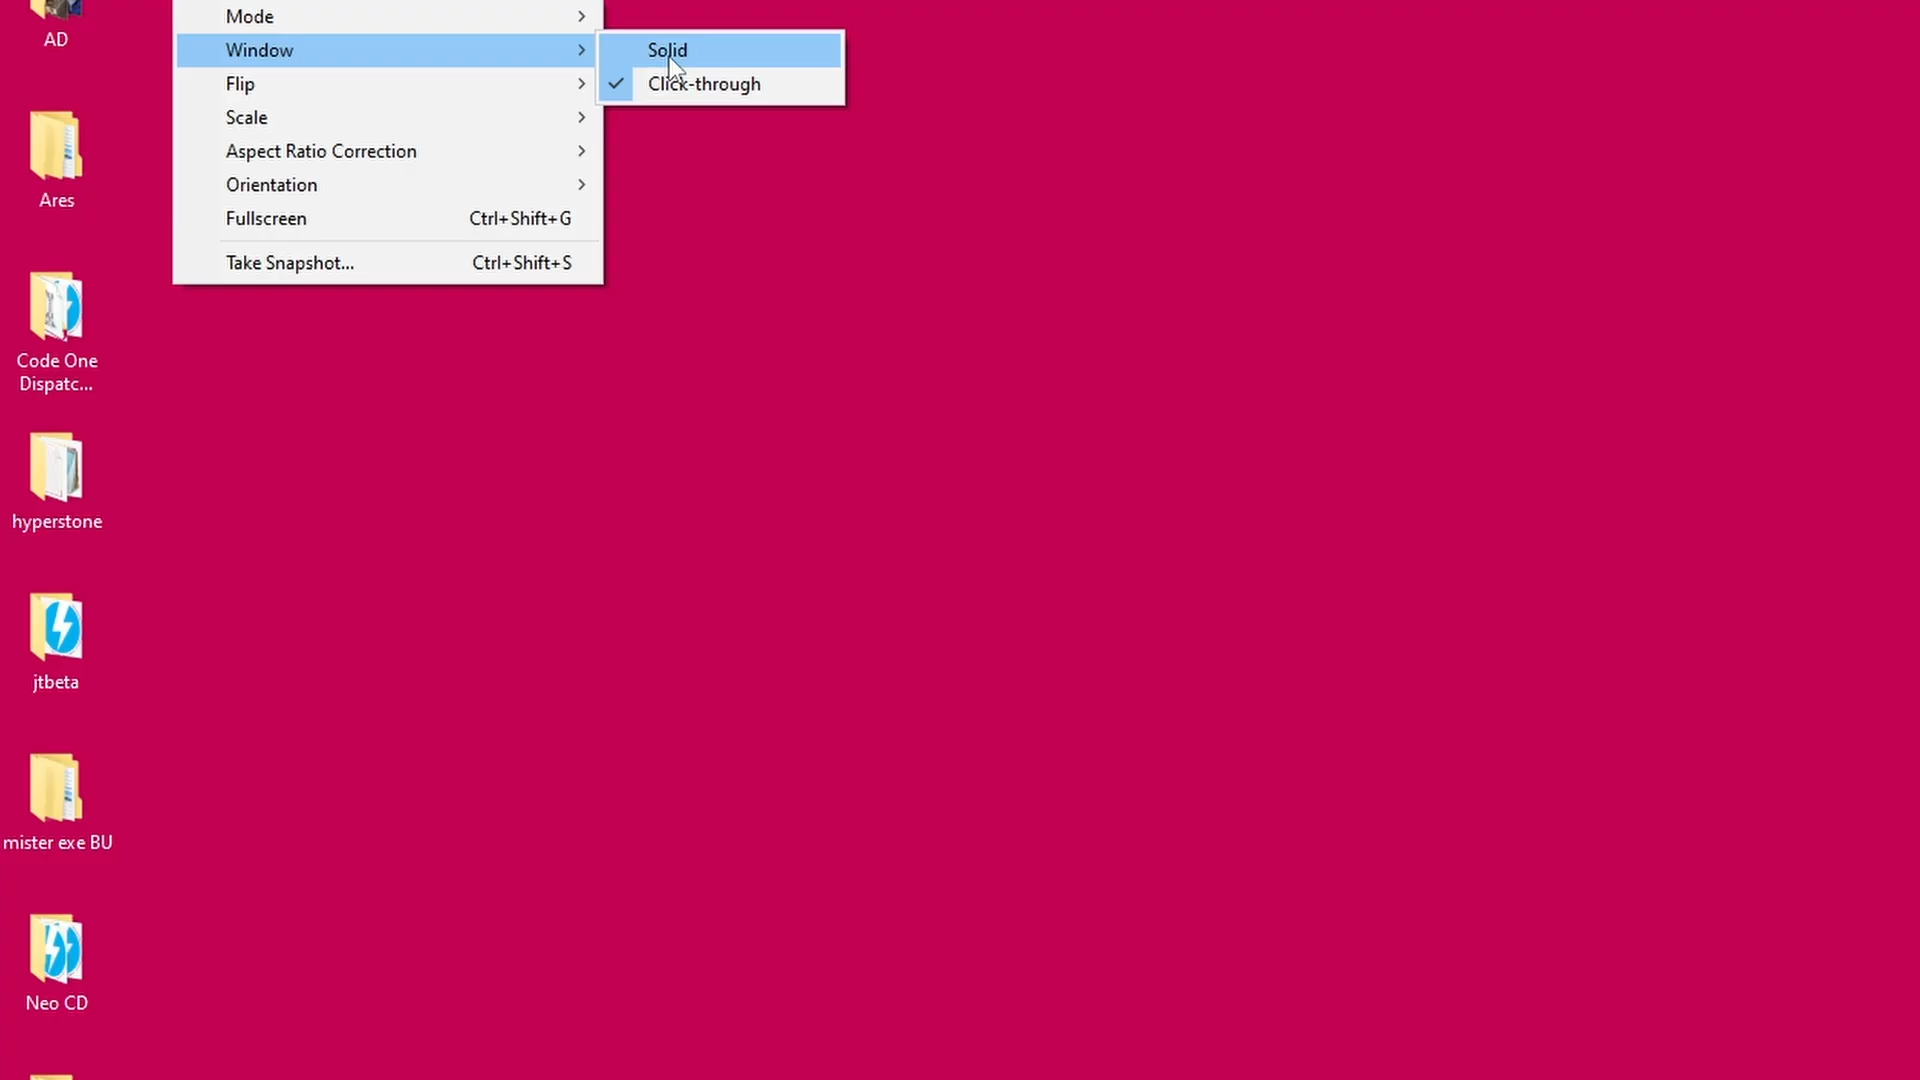 AD
Ares
Code One
Dispatc...
hyperstone
jtbeta
mister exe BU
Neo CD
Mode
Window
Flip
Scale
Aspect Ratio Correction
Orientation
Fullscreen Ctrl+Shift+G
Take Snapshot... Ctrl+Shift+S
Solid
Click-through